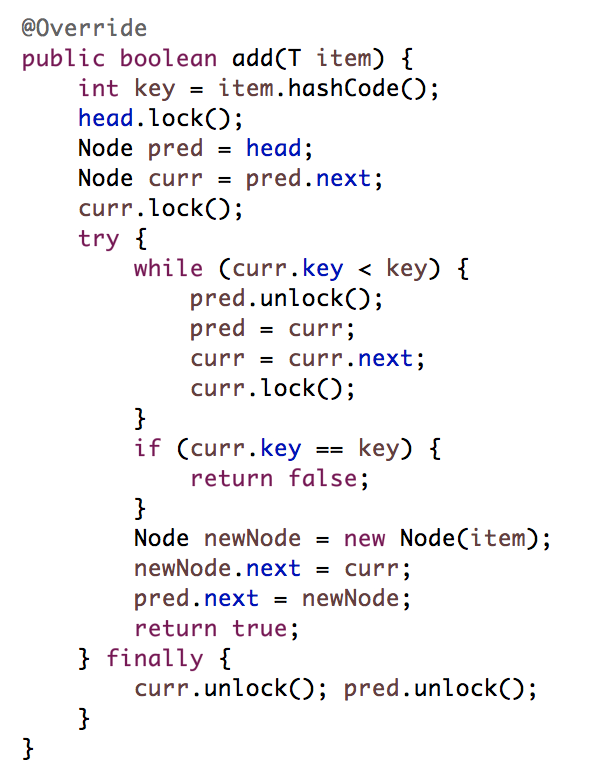 @Override
public boolean add(T item) {
    int key = item.hashCode();
    head.lock();
    Node pred = head;
    Node curr = pred.next;
    curr.lock();
    try {
        while (curr.key < key) {
            pred.unlock();
            pred = curr;
            curr = curr.next;
            curr.lock();
        }
        if (curr.key == key) {
            return false;
        }
        Node newNode = new Node(item);
        newNode.next = curr;
        pred.next = newNode;
        return true;
    } finally {
        curr.unlock(); pred.unlock();
    }
}